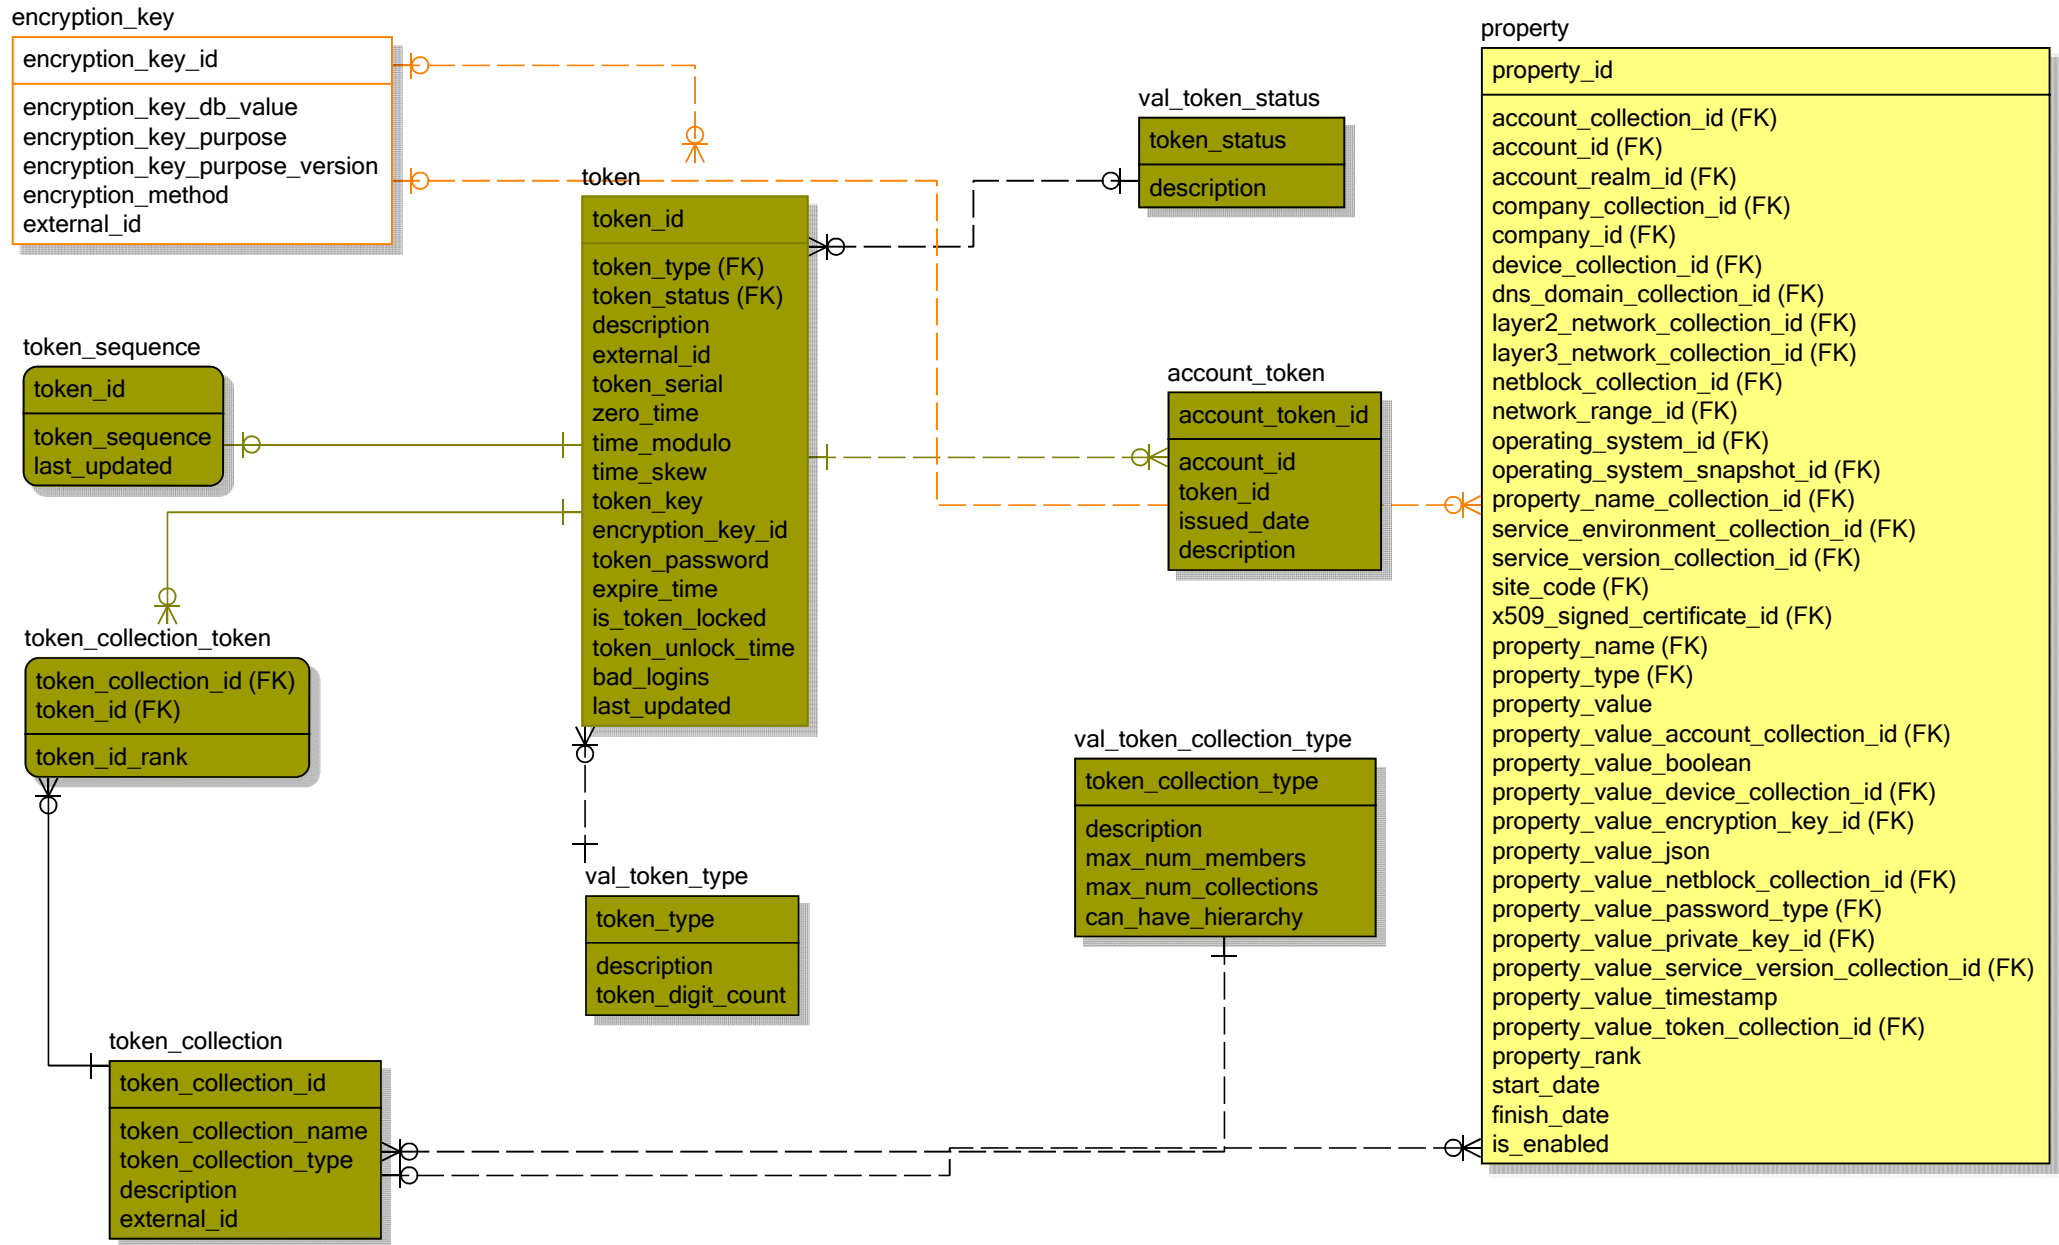 encryption_key
encryption_key_id
encryption_key_db_value
encryption_key_purpose
encryption_key_purpose_version
encryption_method
external_id
token_sequence
token_id
token_sequence
last_updated
token_collection_token
token_collection_id (FK)
token_id (FK)
token_id_rank
token_collection
token_collection_id
token_collection_name
token_collection_type
description
external_id
token
token_id
token_type (FK)
token_status (FK)
description
external_id
token_serial
zero_time
time_modulo
time_skew
token_key
encryption_key_id
token_password
expire_time
is_token_locked
token_unlock_time
bad_logins
last_updated
val_token_type
token_type
description
token_digit_count
val_token_status
token_status
description
account_token
account_token_id
account_id
token_id
issued_date
description
val_token_collection_type
token_collection_type
description
max_num_members
max_num_collections
can_have_hierarchy
property
property_id
account_collection_id (FK)
account_id (FK)
account_realm_id (FK)
company_collection_id (FK)
company_id (FK)
device_collection_id (FK)
dns_domain_collection_id (FK)
layer2_network_collection_id (FK)
layer3_network_collection_id (FK)
netblock_collection_id (FK)
network_range_id (FK)
operating_system_id (FK)
operating_system_snapshot_id (FK)
property_name_collection_id (FK)
service_environment_collection_id (FK)
service_version_collection_id (FK)
site_code (FK)
x509_signed_certificate_id (FK)
property_name (FK)
property_type (FK)
property_value
property_value_account_collection_id (FK)
property_value_boolean
property_value_device_collection_id (FK)
property_value_encryption_key_id (FK)
property_value_json
property_value_netblock_collection_id (FK)
property_value_password_type (FK)
property_value_private_key_id (FK)
property_value_service_version_collection_id (FK)
property_value_timestamp
property_value_token_collection_id (FK)
property_rank
start_date
finish_date
is_enabled